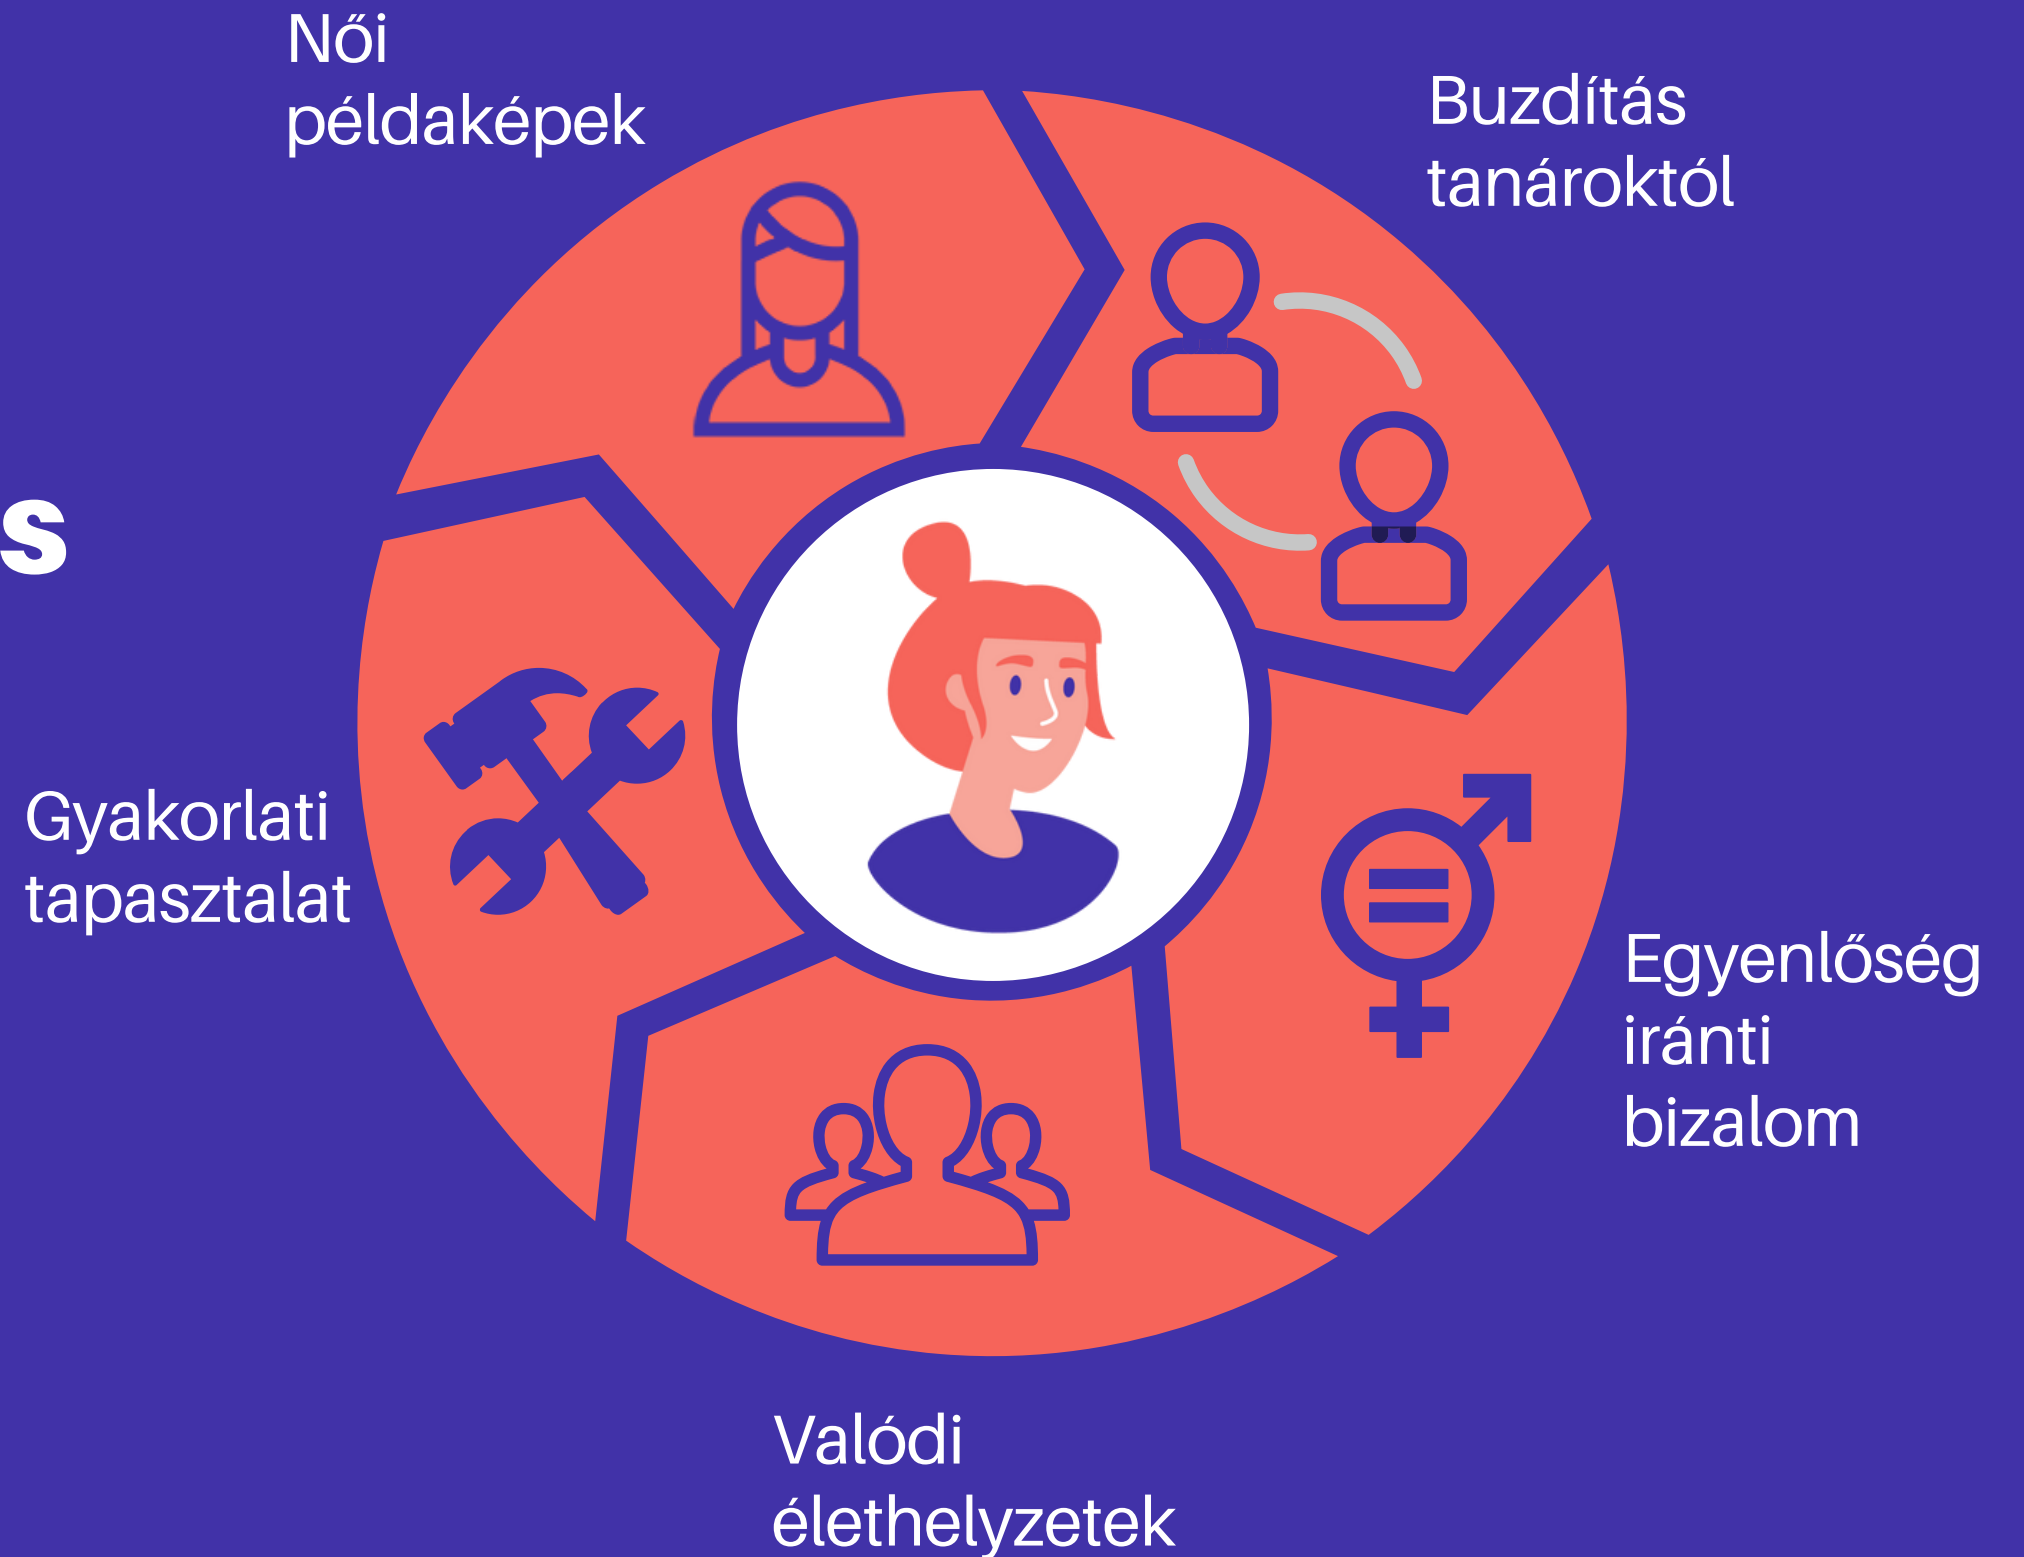 Női
példaképek
Buzdítás
tanároktól
s
Gyakorlati
tapasztalat
Egyenlőség
iránti
bizalom
Valódi
élethelyzetek